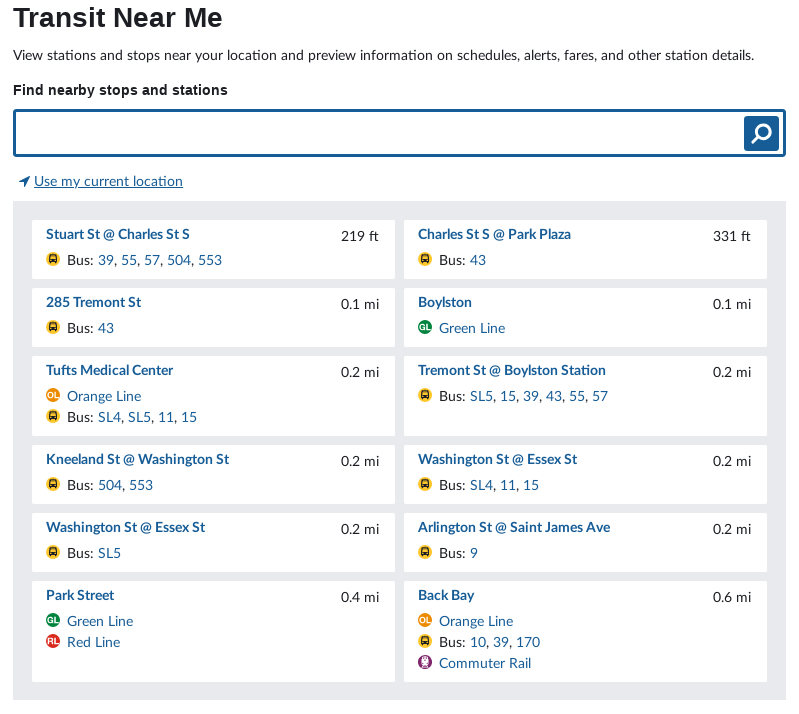 Transit Near Me
View stations and stops near your location and preview information on schedules, alerts, fares, and other station details.
Find nearby stops and stations
Use my current location
Stuart St @ Charles St S 219 ft
Bus: 39, 55, 57, 504, 553
Charles St S @ Park Plaza 331 ft
Bus: 43
285 Tremont St 0.1 mi
Bus: 43
Boylston 0.1 mi
GL Green Line
Tufts Medical Center 0.2 mi
OL Orange Line
Bus: SL4, SL5, 11, 15
Tremont St @ Boylston Station 0.2 mi
Bus: SL5, 15, 39, 43, 55, 57
Kneeland St @ Washington St 0.2 mi
Bus: 504, 553
Washington St @ Essex St 0.2 mi
Bus: SL4, 11, 15
Washington St @ Essex St 0.2 mi
Bus: SL5
Arlington St @ Saint James Ave 0.2 mi
Bus: 9
Park Street 0.4 mi
GL Green Line
RL Red Line
Back Bay 0.6 mi
OL Orange Line
Bus: 10, 39, 170
Commuter Rail